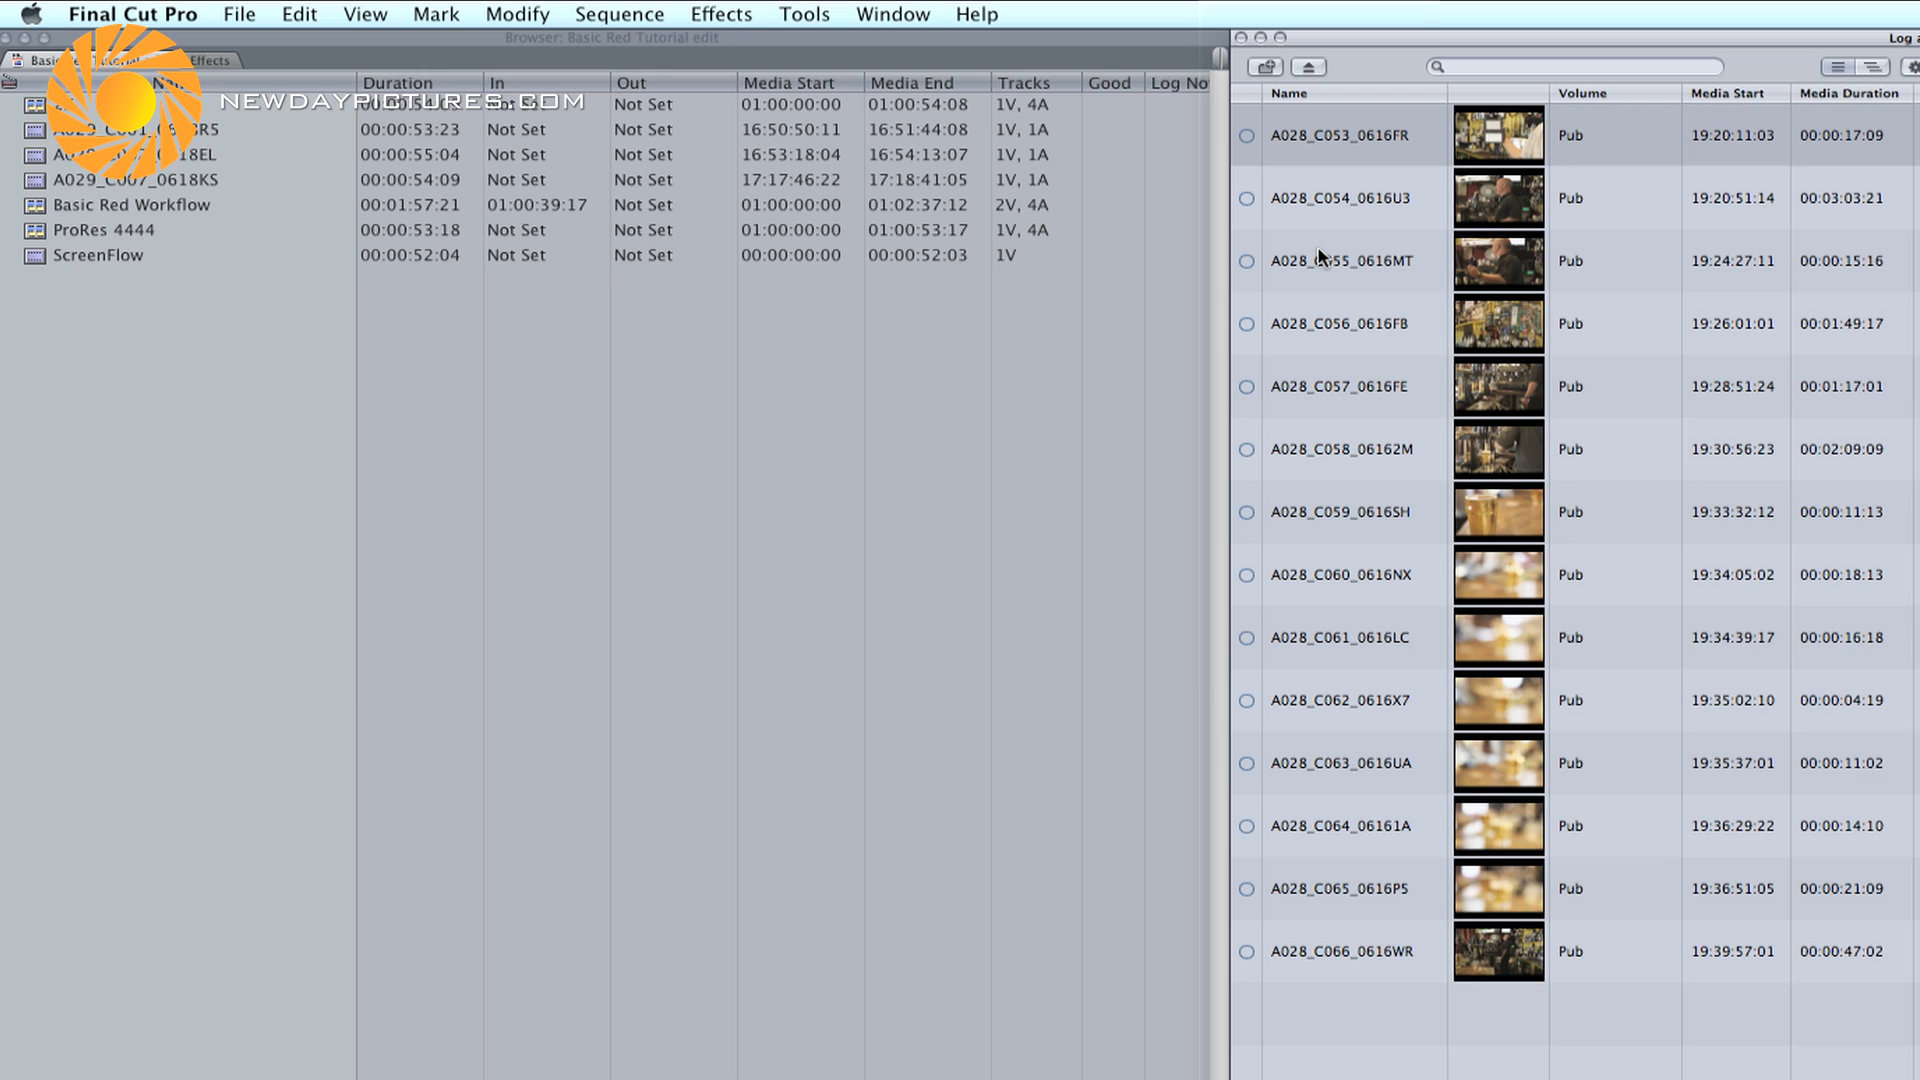 Final Cut Pro File Edit View Mark Modify Sequence Effects Tools Window Help
Browser: Basic Red Tutorial edit
Effects
NEWDAYPICTURES.COM
Duration In Out Media Start Media End Tracks Good Log No
Not Set 01:00:00:00 01:00:54:08 1V, 4A
00:00:53:23 Not Set Not Set 16:50:50:11 16:51:44:08 1V, 1A
00:00:55:04 Not Set Not Set 16:53:18:04 16:54:13:07 1V, 1A
A029_C007_0618KS 00:00:54:09 Not Set Not Set 17:17:46:22 17:18:41:05 1V, 1A
Basic Red Workflow 00:01:57:21 01:00:39:17 Not Set 01:00:00:00 01:02:37:12 2V, 4A
ProRes 4444 00:00:53:18 Not Set Not Set 01:00:00:00 01:00:53:17 1V, 4A
ScreenFlow 00:00:52:04 Not Set Not Set 00:00:00:00 00:00:52:03 1V
Log a
Name Volume Media Start Media Duration
A028_C053_0616FR Pub 19:20:11:03 00:00:17:09
A028_C054_0616U3 Pub 19:20:51:14 00:03:03:21
A028_C055_0616MT Pub 19:24:27:11 00:00:15:16
A028_C056_0616FB Pub 19:26:01:01 00:01:49:17
A028_C057_0616FE Pub 19:28:51:24 00:01:17:01
A028_C058_06162M Pub 19:30:56:23 00:02:09:09
A028_C059_0616SH Pub 19:33:32:12 00:00:11:13
A028_C060_0616NX Pub 19:34:05:02 00:00:18:13
A028_C061_0616LC Pub 19:34:39:17 00:00:16:18
A028_C062_0616X7 Pub 19:35:02:10 00:00:04:19
A028_C063_0616UA Pub 19:35:37:01 00:00:11:02
A028_C064_06161A Pub 19:36:29:22 00:00:14:10
A028_C065_0616P5 Pub 19:36:51:05 00:00:21:09
A028_C066_0616WR Pub 19:39:57:01 00:00:47:02